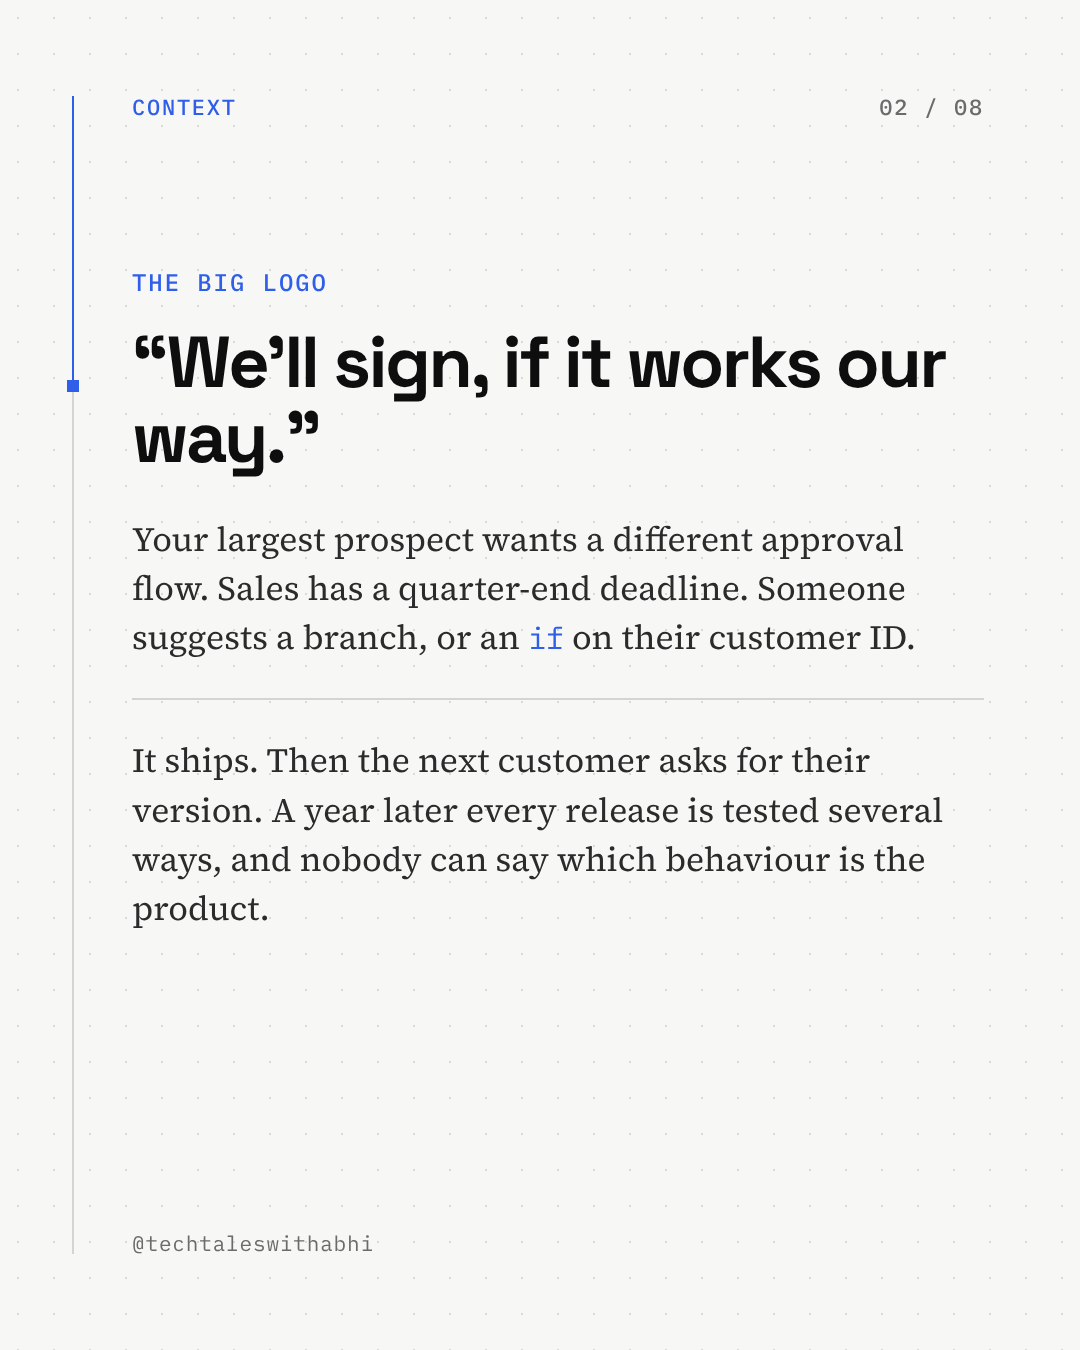 CONTEXT
02 / 08
THE BIG LOGO
“We’ll sign, if it works our
way.”
Your largest prospect wants a different approval
flow. Sales has a quarter-end deadline. Someone
suggests a branch, or an if on their customer ID.
It ships. Then the next customer asks for their
version. A year later every release is tested several
ways, and nobody can say which behaviour is the
product.
@techtaleswithabhi